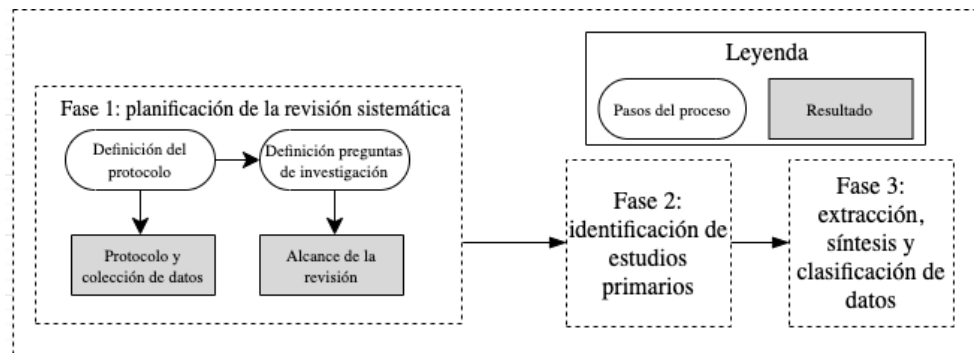 Leyenda
Pasos del proceso
Resultado
Fase 1: planificación de la revisión sistemática
Definición del
protocolo
Definición preguntas
de investigación
Protocolo y
colección de datos
Alcance de la
revisión
Fase 2:
identificación de
estudios
primarios
Fase 3:
extracción,
síntesis y
clasificación de
datos